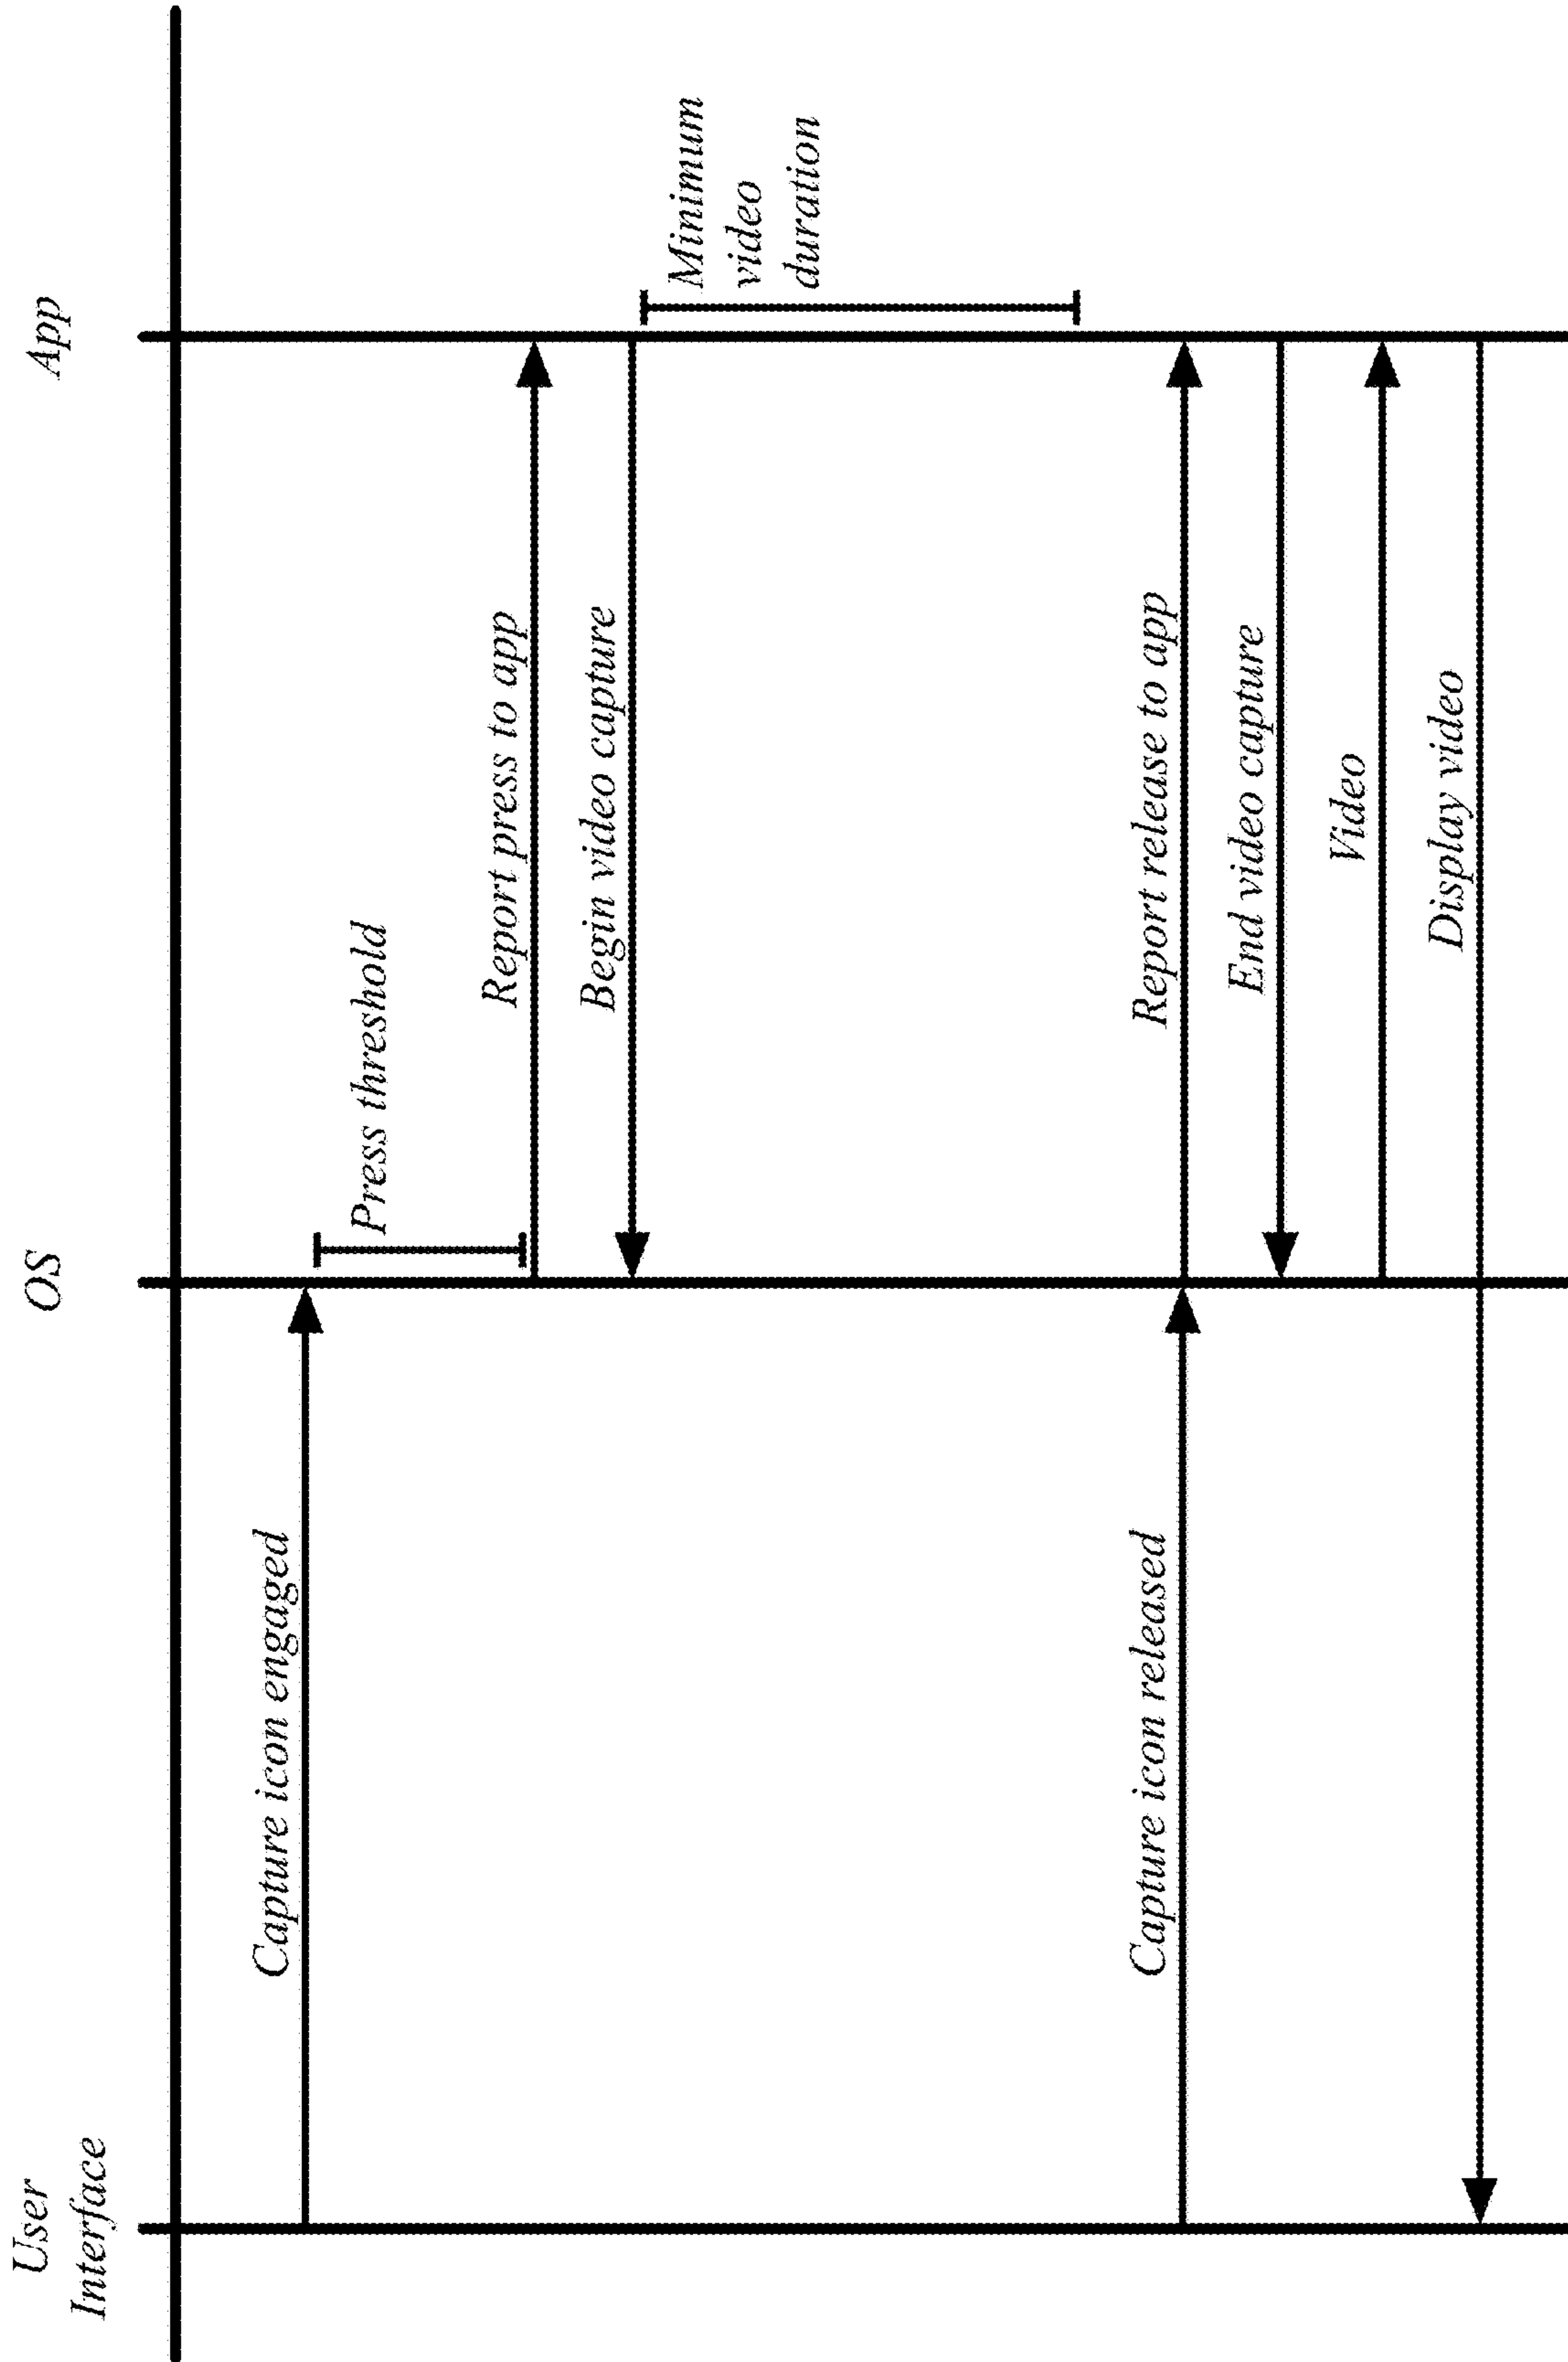 User
Interface
OS
App
Capture icon engaged
Press threshold
Report press to app
Begin video capture
Minimum
video
duration
Capture icon released
Report release to app
End video capture
Video
Display video